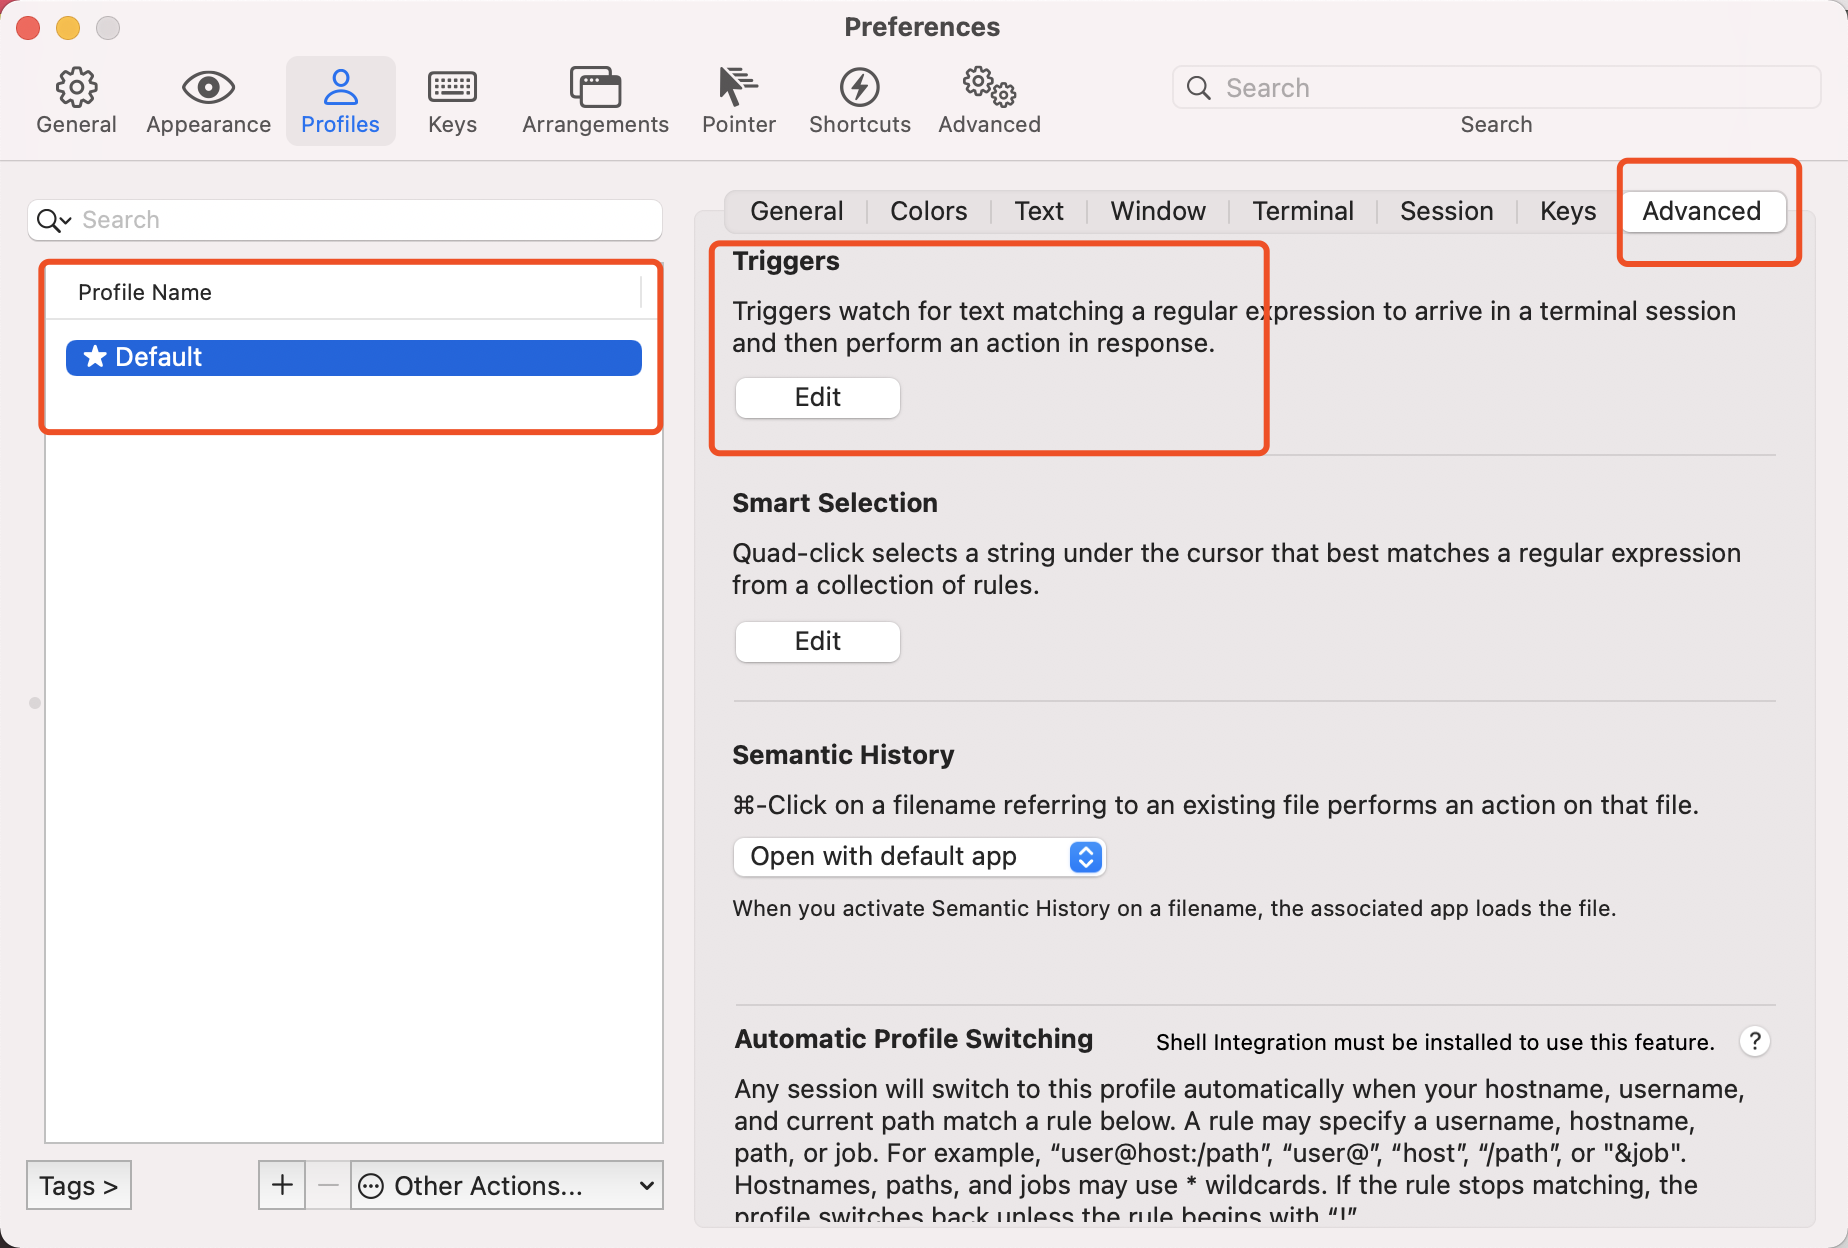 Preferences
General
Appearance
Profiles
Keys
Arrangements
Pointer
Shortcuts
Advanced
Search
Search
Search
Profile Name
Default
Tags >
Other Actions...
General
Colors
Text
Window
Terminal
Session
Keys
Advanced
Triggers
Triggers watch for text matching a regular expression to arrive in a terminal session
and then perform an action in response.
Edit
Smart Selection
Quad-click selects a string under the cursor that best matches a regular expression
from a collection of rules.
Edit
Semantic History
⌘-Click on a filename referring to an existing file performs an action on that file.
Open with default app
When you activate Semantic History on a filename, the associated app loads the file.
Automatic Profile Switching
Shell Integration must be installed to use this feature.
?
Any session will switch to this profile automatically when your hostname, username,
and current path match a rule below. A rule may specify a username, hostname,
path, or job. For example, “user@host:/path”, “user@”, “host”, “/path”, or "&job".
Hostnames, paths, and jobs may use * wildcards. If the rule stops matching, the
profile switches back unless the rule begins with “!”